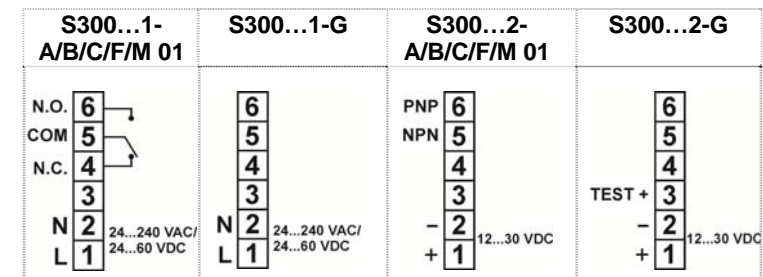 S300…1-
A/B/C/F/M 01
S300…1-G
S300…2-
A/B/C/F/M 01
S300…2-G
N.O. 6
COM 5
N.C. 4
3
N 2 24...240 VAC/
L 1 24...60 VDC
6
5
4
3
N 2 24...240 VAC/
L 1 24...60 VDC
PNP 6
NPN 5
4
3
– 2
+ 1 12...30 VDC
6
5
4
TEST + 3
– 2
+ 1 12...30 VDC